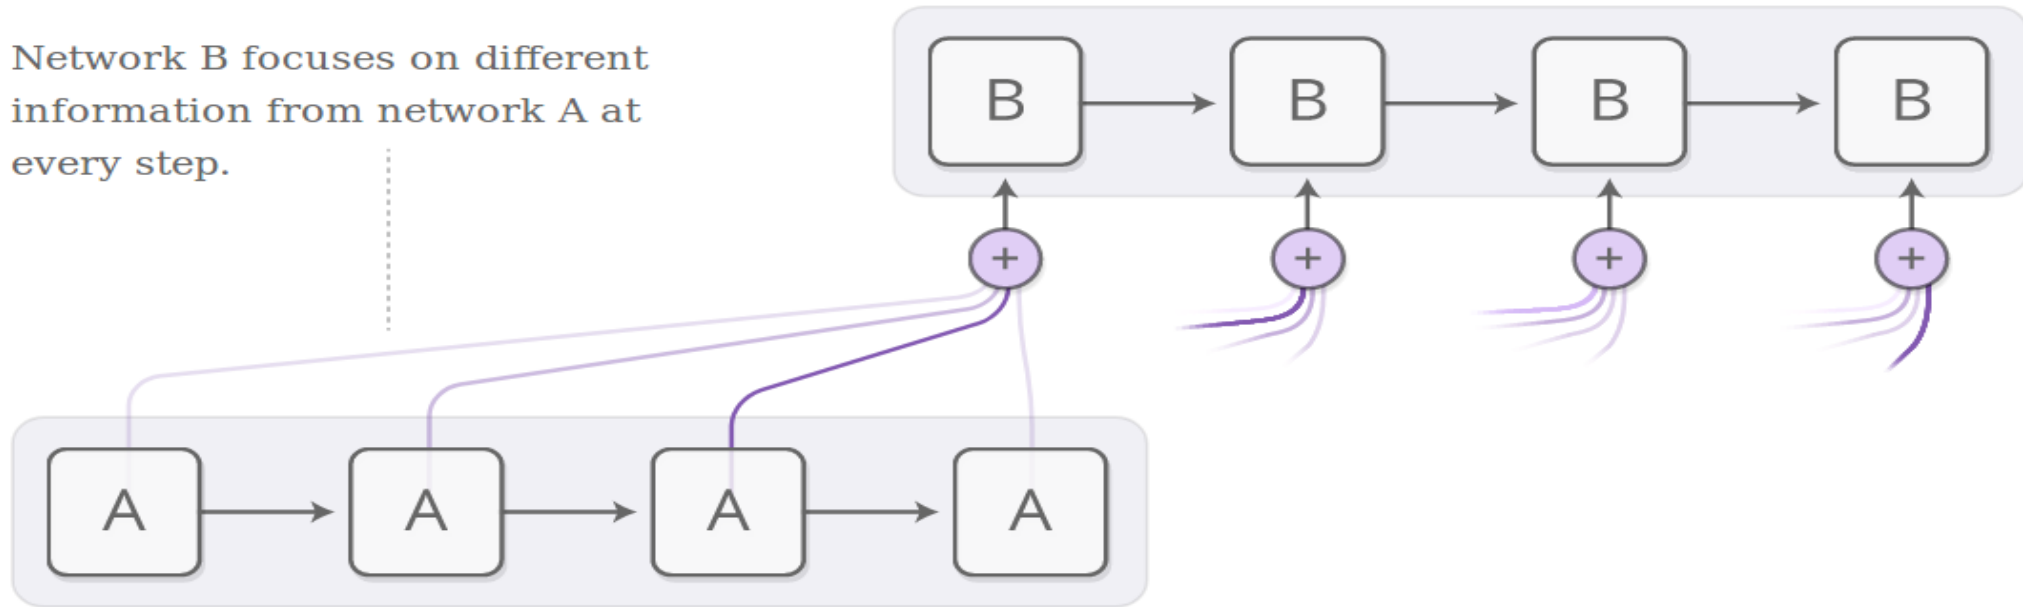 Network B focuses on different
information from network A at
every step.
B B B B
+ + + +
A A A A